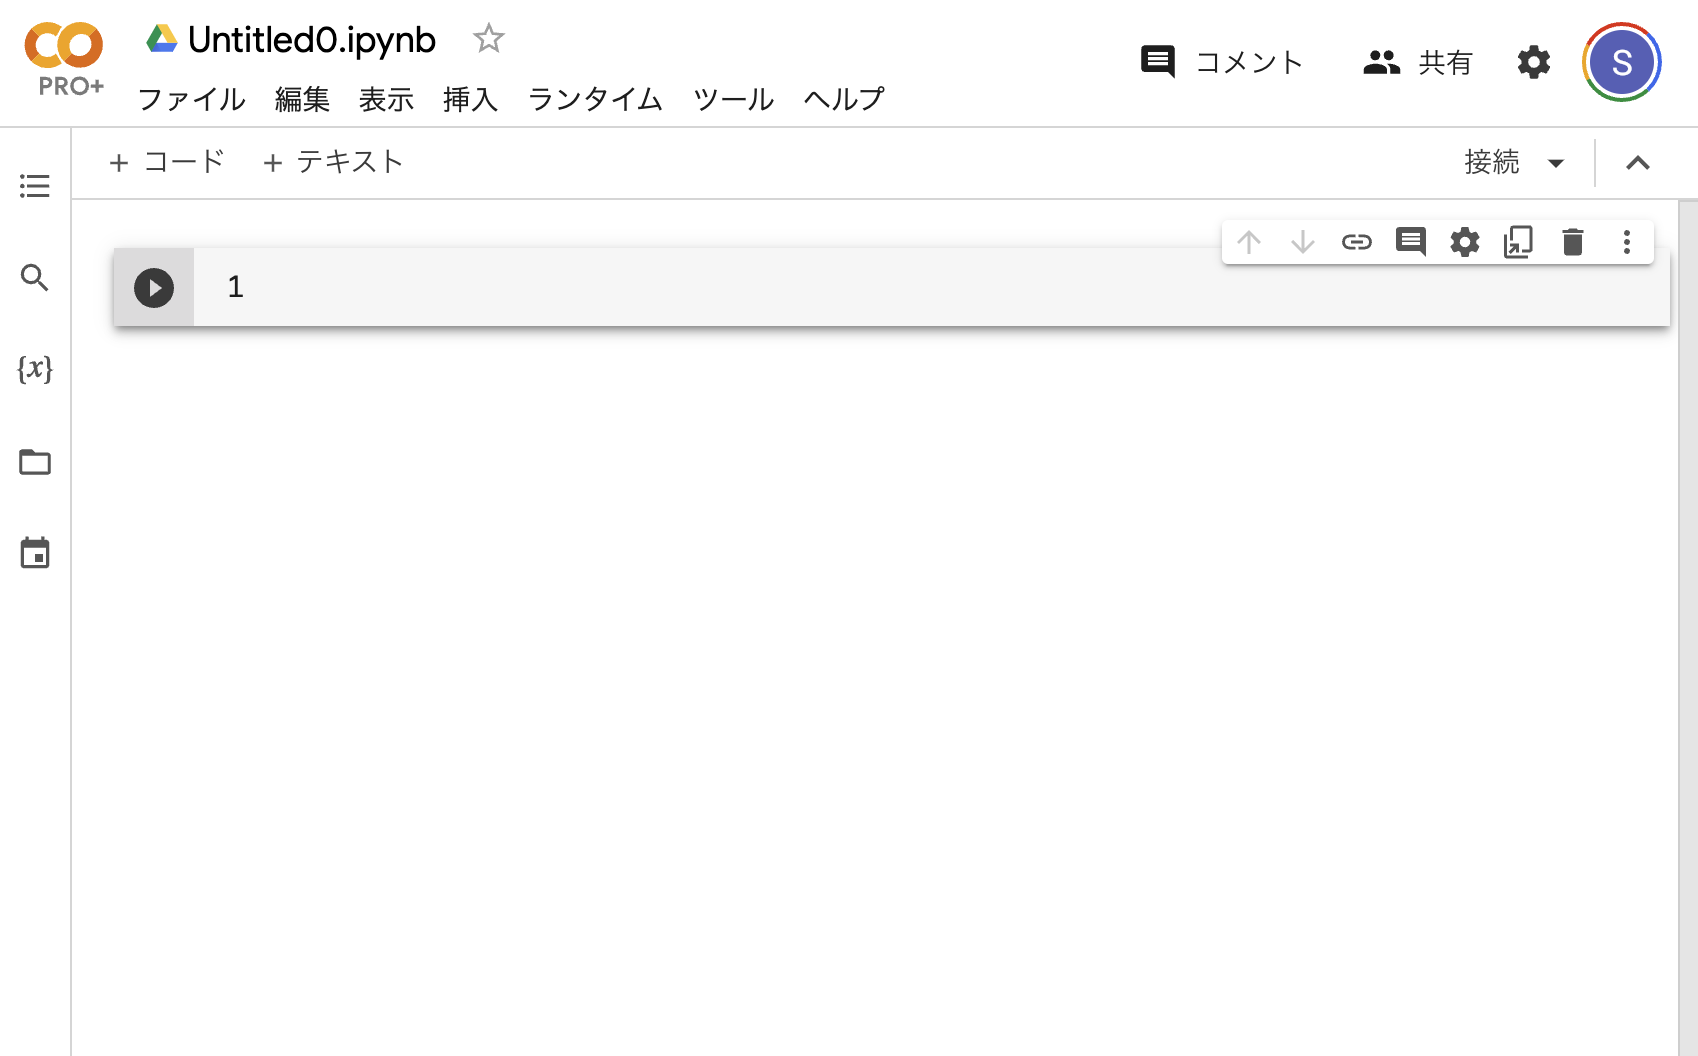 CO
PRO+
Untitled0.ipynb
ファイル 編集 表示 挿入 ランタイム ツール ヘルプ
コメント 共有 S
+ コード + テキスト 接続
{x}
1